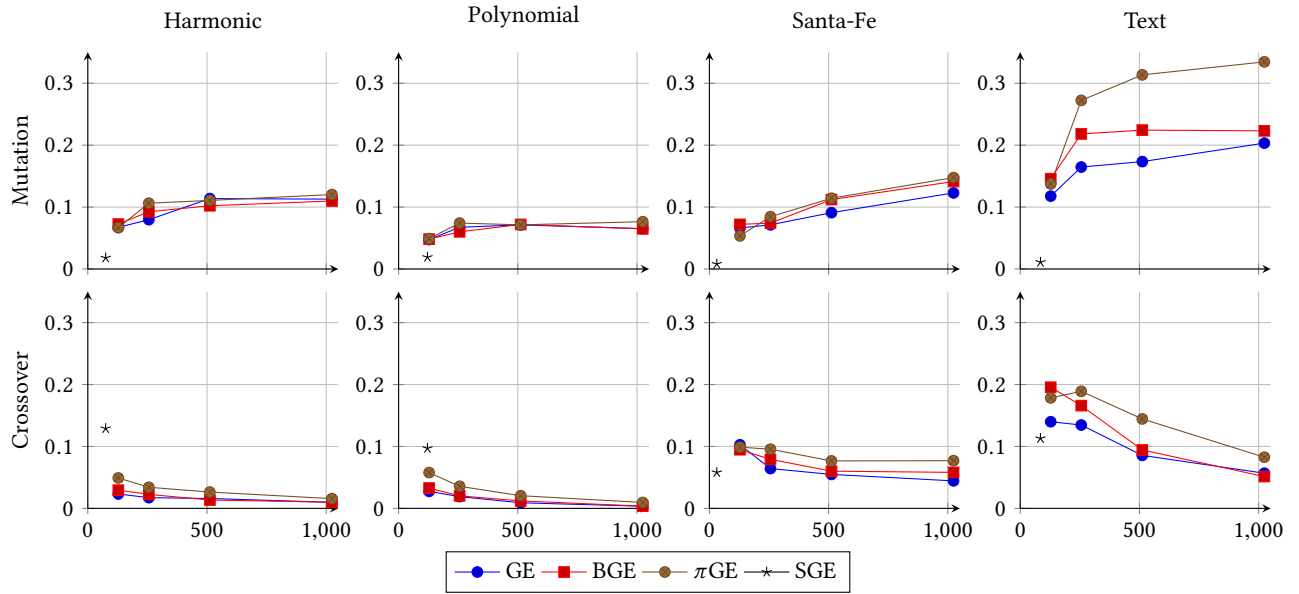 Harmonic Polynomial Santa-Fe Text
Mutation
0.3 0.3 0.3 0.3
0.2 0.2 0.2 0.2
0.1 0.1 0.1 0.1
0 0 0 0
Crossover
0.3 0.3 0.3 0.3
0.2 0.2 0.2 0.2
0.1 0.1 0.1 0.1
0 0 0 0
0 500 1,000 0 500 1,000 0 500 1,000 0 500 1,000
GE BGE πGE SGE